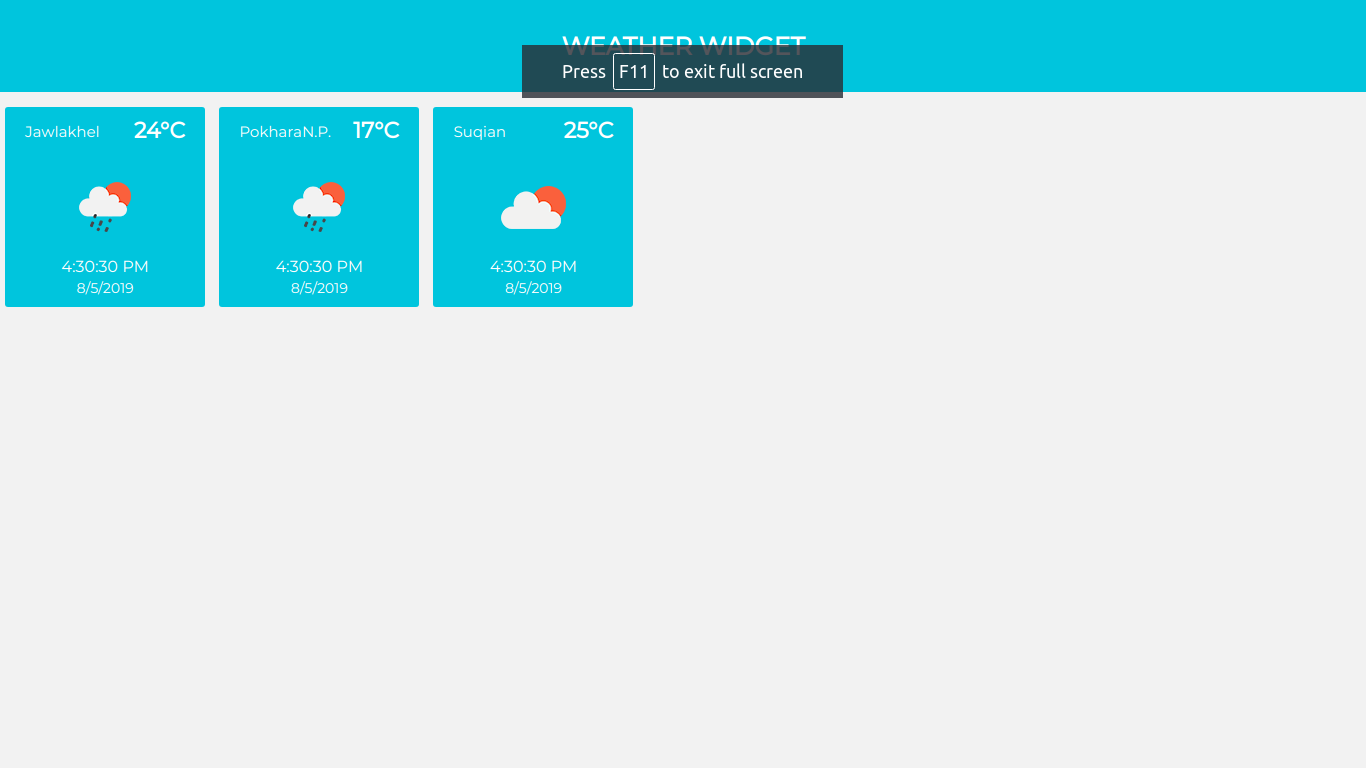 WEATHER WIDGET
Press F11 to exit full screen
Jawlakhel 24°C
4:30:30 PM
8/5/2019
PokharaN.P. 17°C
4:30:30 PM
8/5/2019
Suqian 25°C
4:30:30 PM
8/5/2019